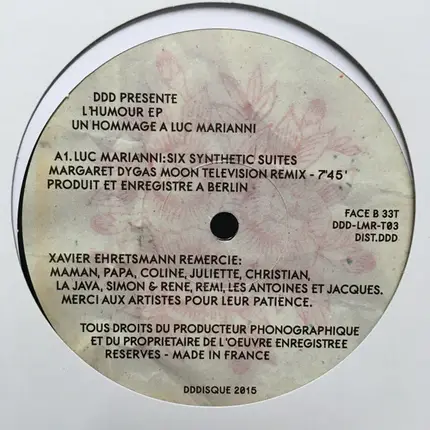 DDD PRESENTE
L'HUMOUR EP
UN HOMMAGE A LUC MARIANNI
A1. LUC MARIANNI: SIX SYNTHETIC SUITES
MARGARET DYGAS MOON TELEVISION REMIX - 7'45'
PRODUIT ET ENREGISTRE A BERLIN
FACE B 33T
DDD-LMR-T03
DIST.DDD
XAVIER EHRETSMANN REMERCIE:
MAMAN, PAPA, COLINE, JULIETTE, CHRISTIAN,
LA JAVA, SIMON & RENE, REMI, LES ANTOINES ET JACQUES.
MERCI AUX ARTISTES POUR LEUR PATIENCE.
TOUS DROITS DU PRODUCTEUR PHONOGRAPHIQUE
ET DU PROPRIETAIRE DE L'OEUVRE ENREGISTREE
RESERVES - MADE IN FRANCE
DDDISQUE 2015